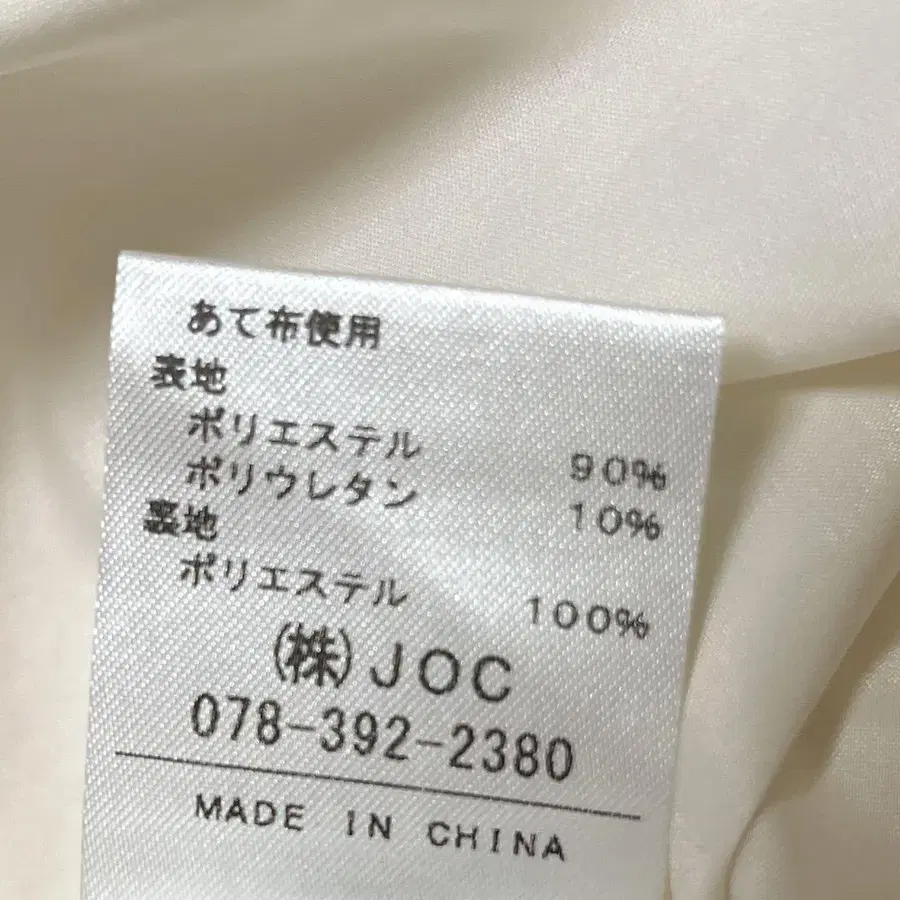 あて布使用
表地
ポリエステル 90%
ポリウレタン 10%
裏地
ポリエステル 100%
(株)JOC
078-392-2380
MADE IN CHINA